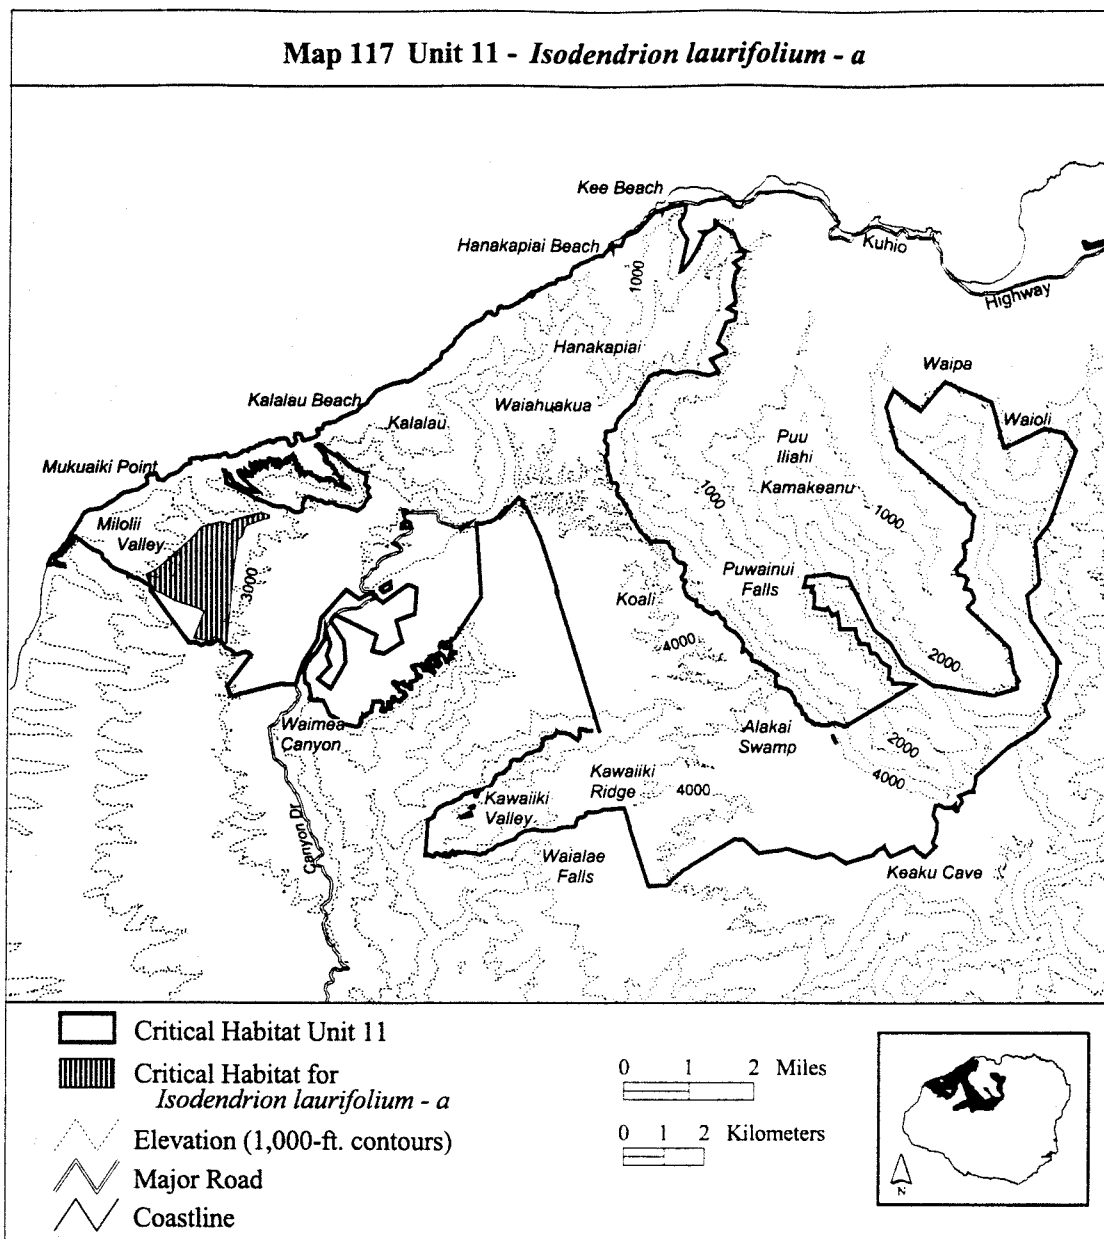 Map 117 Unit 11 - Isodendrion laurifolium - a
Kee Beach
Hanakapiai Beach
Kuhio
Highway
1000
Hanakapiai
Waipa
Kalalau Beach
Waiahuakua
Kalalau
Waioli
Puu
Iliahi
Mukuaiki Point
Kamakeanu
1000
1000
Milolii
Valley
3000
Puwainui
Falls
Koali
4000
2000
Waimea
Canyon
Alakai
Swamp
2000
4000
Kawaiiki
Ridge
4000
Kawaiiki
Valley
Canyon Dr
Waialae
Falls
Keaku Cave
Critical Habitat Unit 11
Critical Habitat for
Isodendrion laurifolium - a
Elevation (1,000-ft. contours)
Major Road
Coastline
0 1 2 Miles
0 1 2 Kilometers
N